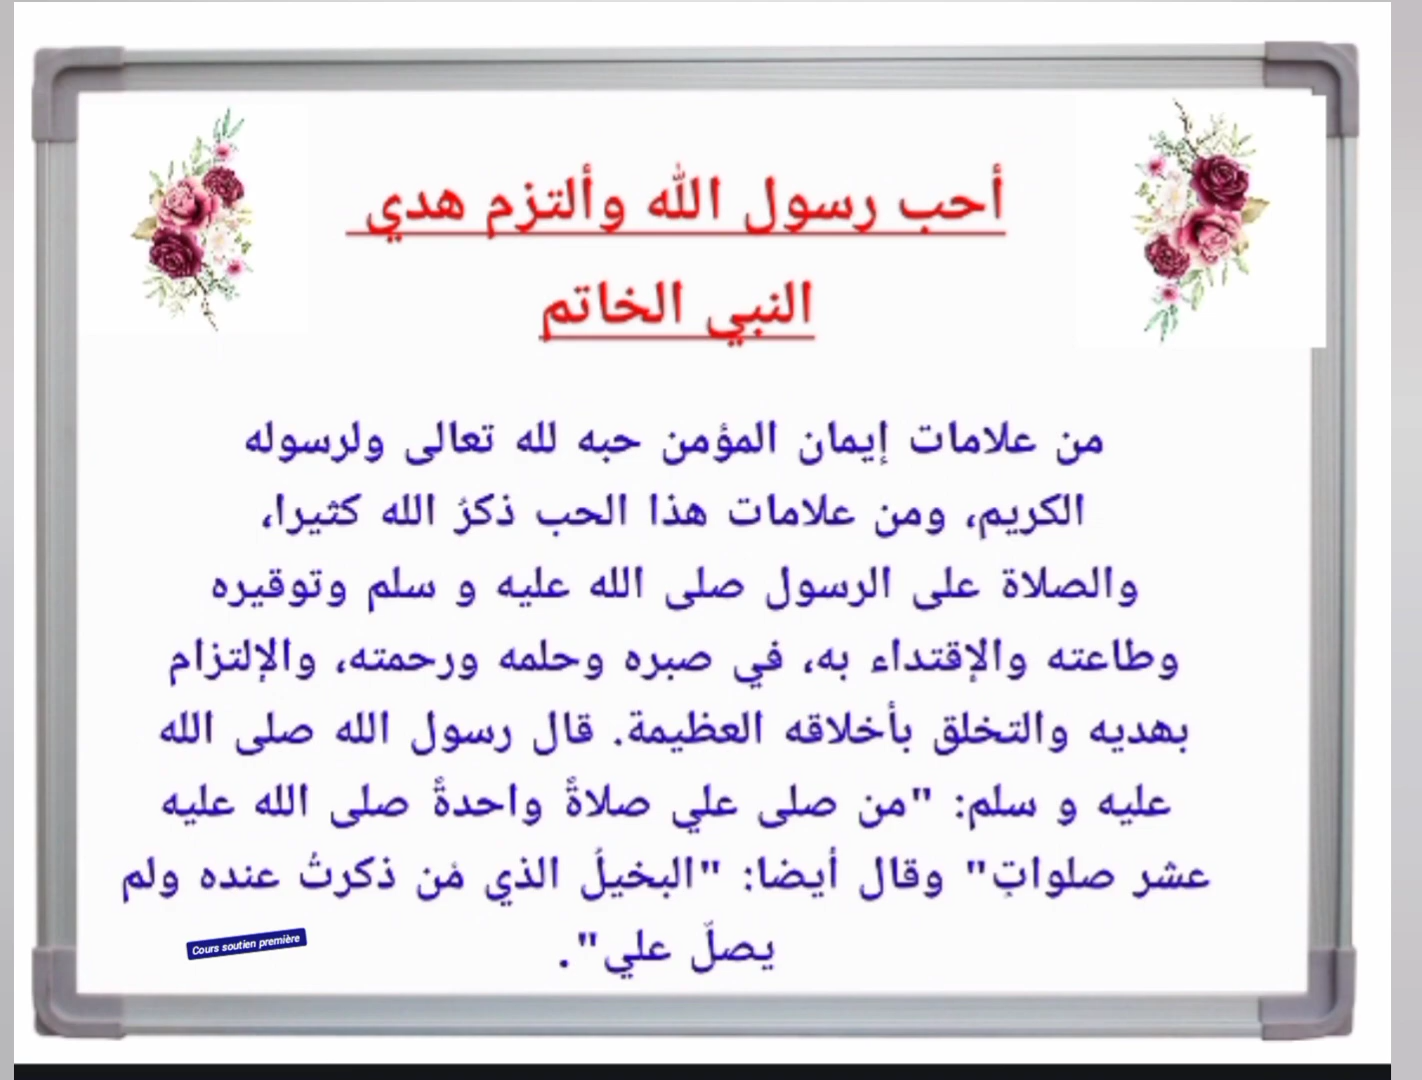 أحب رسول الله وألتزم هدي
النبي الخاتم
من علامات إيمان المؤمن حبه لله تعالى ولرسوله
الكريم، ومن علامات هذا الحب ذكرُ الله كثيرا،
والصلاة على الرسول صلى الله عليه و سلم وتوقيره
وطاعته والإقتداء به، في صبره وحلمه ورحمته، والإلتزام
بهديه والتخلق بأخلاقه العظيمة. قال رسول الله صلى الله
عليه و سلم: "من صلى علي صلاةٌ واحدةٌ صلى الله عليه
عشر صلواتٍ" وقال أيضا: "البخيلُ الذي مُن ذكرتُ عنده ولم
يصلّ علي".
Cours soutien première